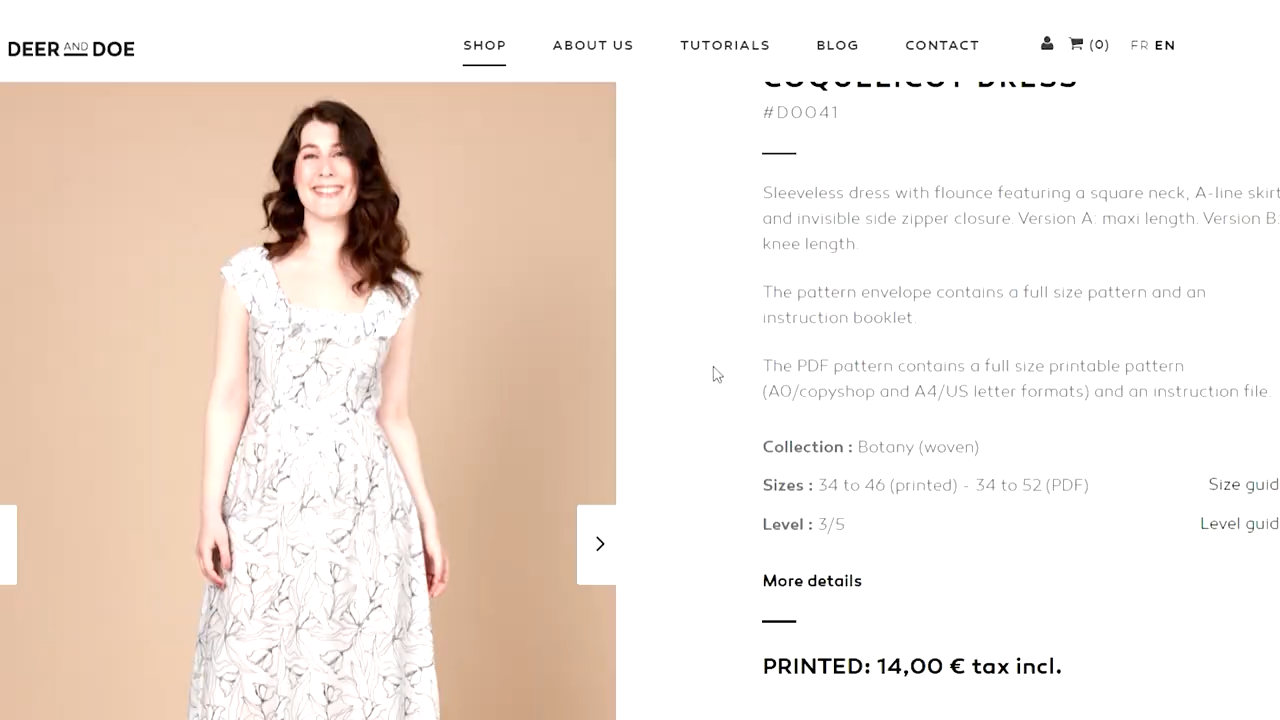 DEER AND DOE
SHOP
ABOUT US
TUTORIALS
BLOG
CONTACT
(0)
FR EN
COQUELICOT DRESS
#D0041
Sleeveless dress with flounce featuring a square neck, A-line skirt
and invisible side zipper closure. Version A: maxi length. Version B:
knee length.
The pattern envelope contains a full size pattern and an
instruction booklet.
The PDF pattern contains a full size printable pattern
(A0/copyshop and A4/US letter formats) and an instruction file.
Collection : Botany (woven)
Sizes : 34 to 46 (printed) - 34 to 52 (PDF)
Size guid
Level : 3/5
Level guid
More details
PRINTED: 14,00 € tax incl.